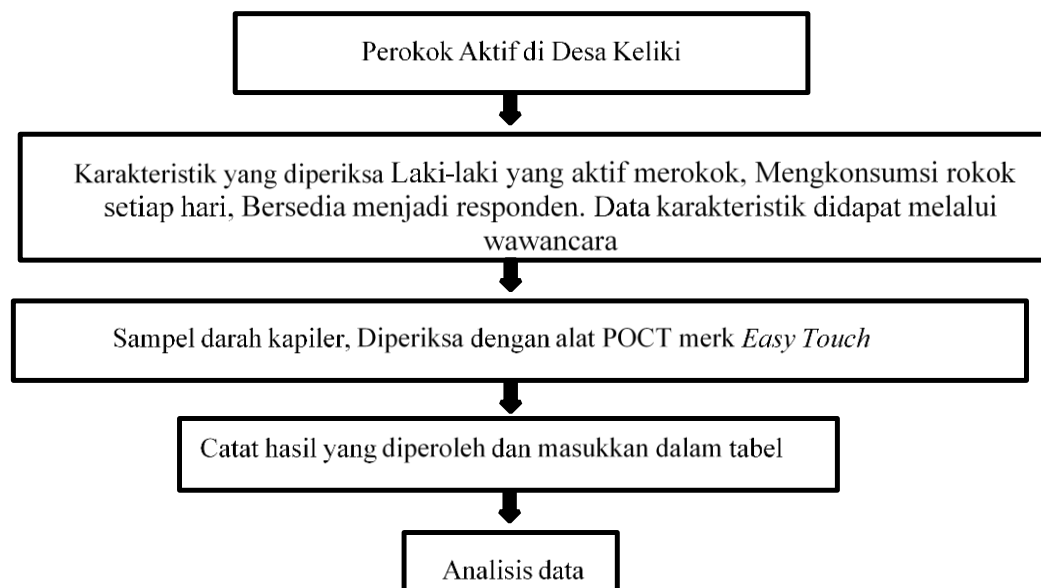 Perokok Aktif di Desa Keliki
Karakteristik yang diperiksa Laki-laki yang aktif merokok, Mengkonsumsi rokok
setiap hari, Bersedia menjadi responden. Data karakteristik didapat melalui
wawancara
Sampel darah kapiler, Diperiksa dengan alat POCT merk Easy Touch
Catat hasil yang diperoleh dan masukkan dalam tabel
Analisis data